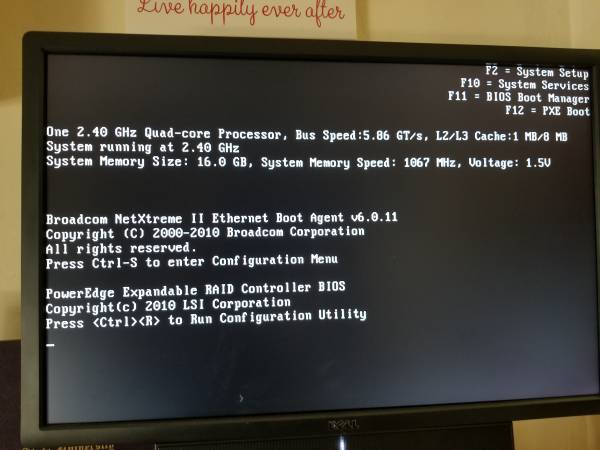 Live happily ever after
F2 = System Setup
F10 = System Services
F11 = BIOS Boot Manager
F12 = PXE Boot
One 2.40 GHz Quad-core Processor, Bus Speed:5.86 GT/s, L2/L3 Cache:1 MB/8 MB
System running at 2.40 GHz
System Memory Size: 16.0 GB, System Memory Speed: 1067 MHz, Voltage: 1.5V
Broadcom NetXtreme II Ethernet Boot Agent v6.0.11
Copyright (C) 2000-2010 Broadcom Corporation
All rights reserved.
Press Ctrl-S to enter Configuration Menu
PowerEdge Expandable RAID Controller BIOS
Copyright(c) 2010 LSI Corporation
Press <Ctrl><R> to Run Configuration Utility
DELL